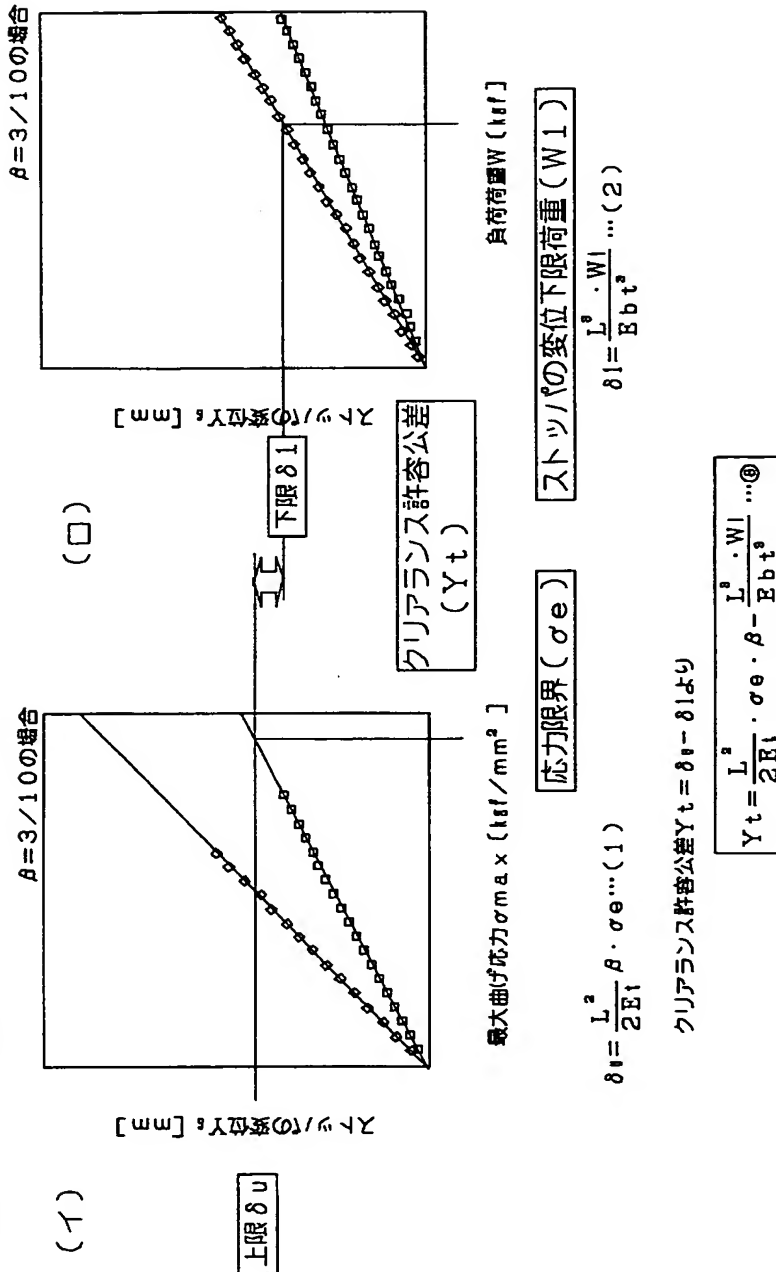 (イ)
β=3/10の場合
上限δu
ストッパの変位Ys [mm]
最大曲げ応力σmax [kgf/mm²]
応力限界(σe)
(ロ)
β=3/10の場合
下限δl
ストッパの変位Ys [mm]
クリアランス許容公差
(Yt)
負荷荷重W [kgf]
ストッパの変位下限荷重(Wl)
δu=L²/2Et β・σe…(1)
δl=L³・Wl/Ebt³…(2)
クリアランス許容公差Yt=δu-δlより
Yt=L²/2Et・σe・β-L³・Wl/Ebt³…⑧